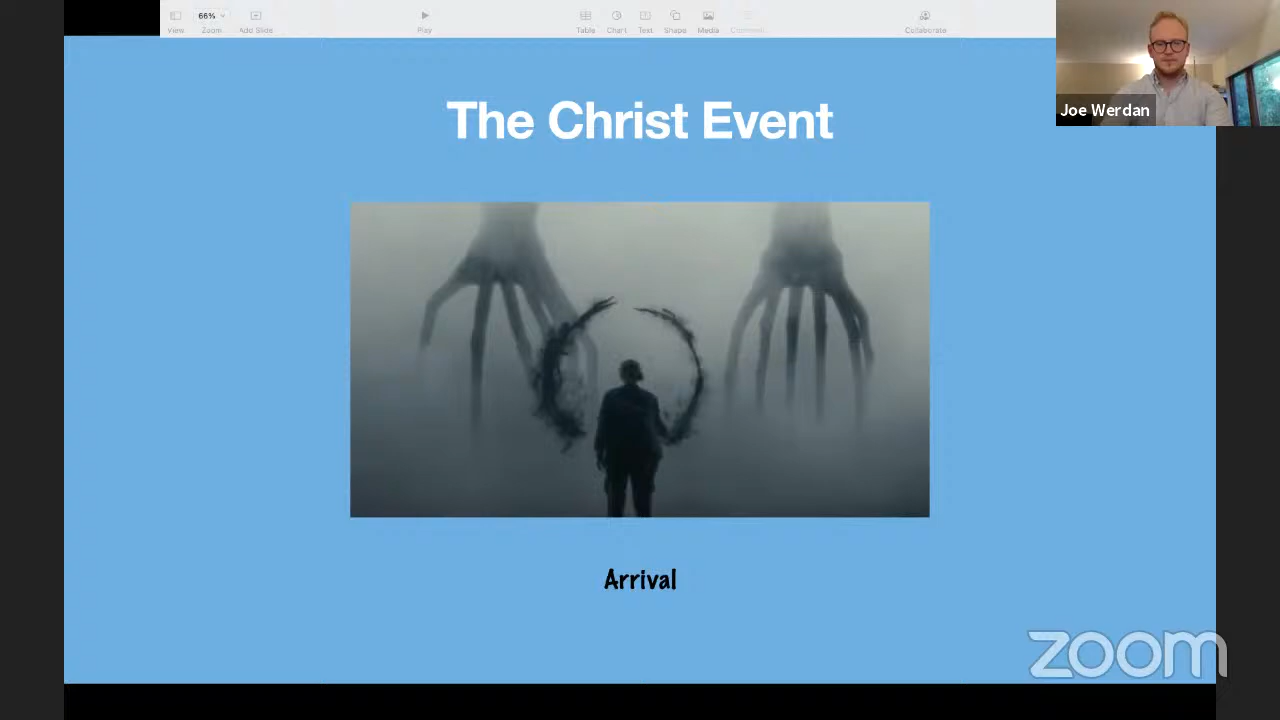 66%
View Zoom Add Slide Play Table Chart Text Shape Media Comment Collaborate
Joe Werdan
The Christ Event
Arrival
zoom